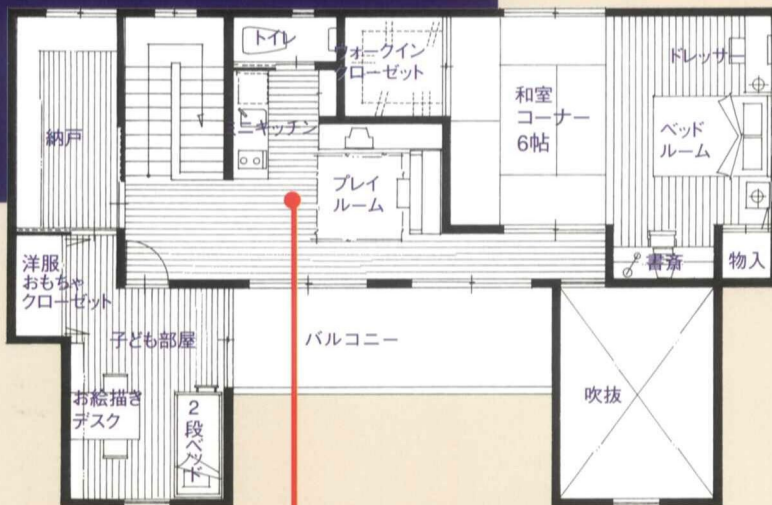 トイレ
ウォークイン
クローゼット
ドレッサー
納戸
ミニキッチン
和室
コーナー
6帖
ベッド
ルーム
プレイ
ルーム
洋服
おもちゃ
クローゼット
書斎
物入
子ども部屋
バルコニー
お絵描き
デスク
2段ベッド
吹抜